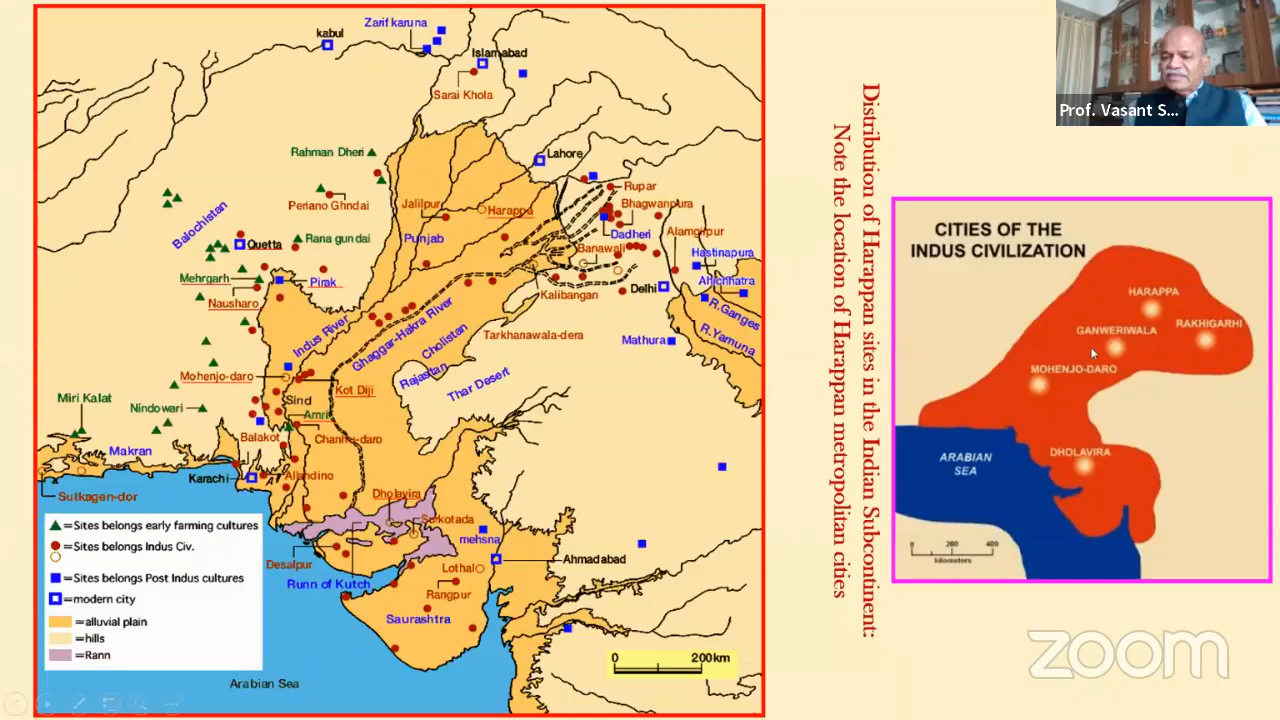 Zarif karuna
kabul
Islamabad
Sarai Khola
Rahman Dheri
Lahore
Periano Ghndai
Rupar
Jalilpur
Harappa
Bhagwanpura
Balochistan
Quetta
Rana gundai
Punjab
Dadheri
Alamgirpur
Banawali
Hastinapura
Mehrgarh
Pirak
Ahichhatra
Nausharo
Kalibangan
Delhi
R.Ganges
Indus River
Ghaggar-Hakra River
Cholistan
Tarkhanawala-dera
Mathura
R.Yamuna
Mohenjo-daro
Rajastan
Thar Desert
Kot Diji
Miri Kalat
Nindowari
Sind
Amri
Balakot
Chanhu-daro
Makran
Karachi
Allahdino
Sutkagen-dor
Dholavira
Surkotada
mehsna
Desalpur
Ahmadabad
Lothal
Runn of Kutch
Rangpur
Saurashtra
=Sites belongs early farming cultures
=Sites belongs Indus Civ.
=Sites belongs Post Indus cultures
=modern city
=alluvial plain
=hills
=Rann
Arabian Sea
0 200km
Distribution of Harappan sites in the Indian Subcontinent:
Note the location of Harappan metropolitan cities
Prof. Vasant S...
CITIES OF THE
INDUS CIVILIZATION
HARAPPA
GANWERIWALA
RAKHIGARHI
MOHENJO-DARO
DHOLAVIRA
ARABIAN
SEA
0 200 400
kilometers
zoom